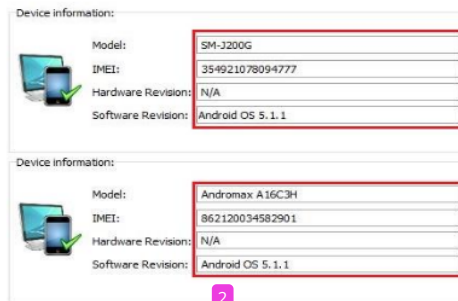 Device information:
Model: SM-J200G
IMEI: 354921078094777
Hardware Revision: N/A
Software Revision: Android OS 5.1.1
Device information:
Model: Andromax A16C3H
IMEI: 862120034582901
Hardware Revision: N/A
Software Revision: Android OS 5.1.1
2